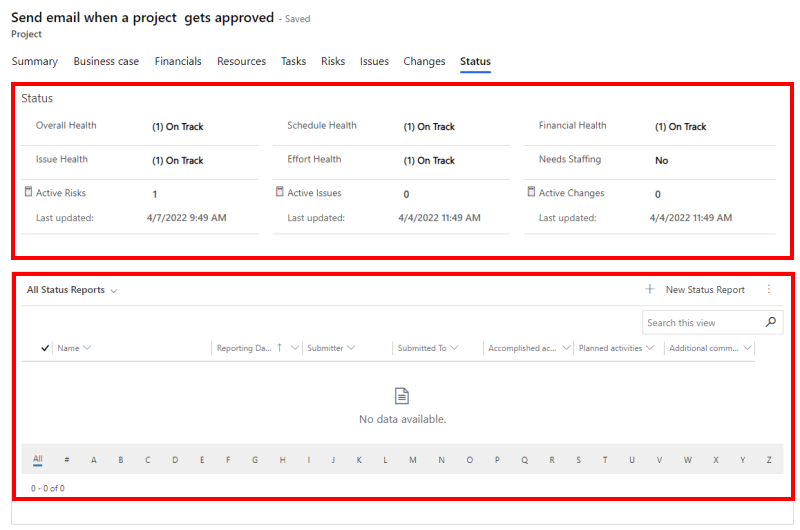 Send email when a project  gets approved - Saved
Project
Summary Business case Financials Resources Tasks Risks Issues Changes Status
Status
Overall Health (1) On Track Schedule Health (1) On Track Financial Health (1) On Track
Issue Health (1) On Track Effort Health (1) On Track Needs Staffing No
Active Risks 1 Active Issues 0 Active Changes 0
Last updated: 4/7/2022 9:49 AM Last updated: 4/4/2022 11:49 AM Last updated: 4/4/2022 11:49 AM
All Status Reports New Status Report
Search this view
Name Reporting Da... Submitter Submitted To Accomplished ac... Planned activities Additional comm...
No data available.
All # A B C D E F G H I J K L M N O P Q R S T U V W X Y Z
0 - 0 of 0